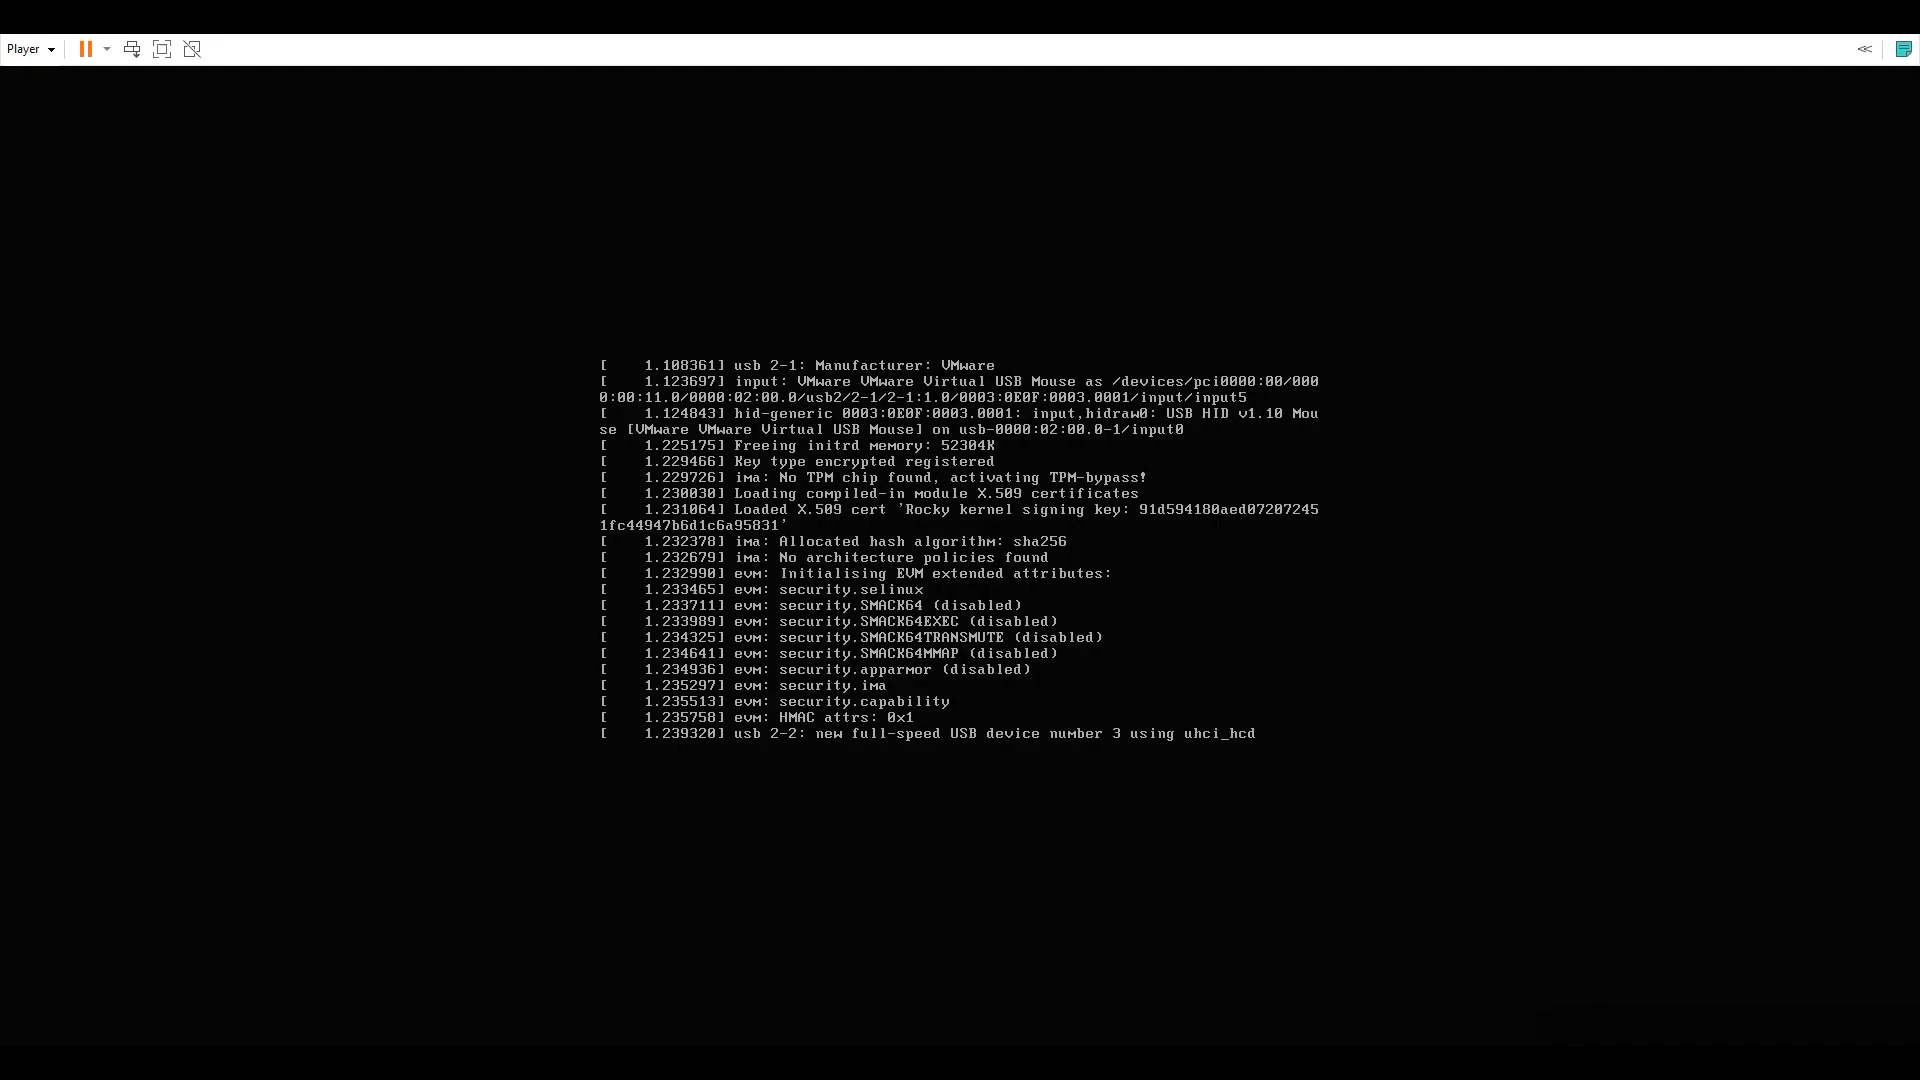 Player
[    1.108361] usb 2-1: Manufacturer: VMware
[    1.123697] input: VMware VMware Virtual USB Mouse as /devices/pci0000:00/000
0:00:11.0/0000:02:00.0/usb2/2-1/2-1:1.0/0003:0E0F:0003.0001/input/input5
[    1.124843] hid-generic 0003:0E0F:0003.0001: input,hidraw0: USB HID v1.10 Mou
se [VMware VMware Virtual USB Mouse] on usb-0000:02:00.0-1/input0
[    1.225175] Freeing initrd memory: 52304K
[    1.229466] Key type encrypted registered
[    1.229726] ima: No TPM chip found, activating TPM-bypass!
[    1.230030] Loading compiled-in module X.509 certificates
[    1.231064] Loaded X.509 cert 'Rocky kernel signing key: 91d594180aed07207245
1fc44947b6d1c6a95831'
[    1.232378] ima: Allocated hash algorithm: sha256
[    1.232679] ima: No architecture policies found
[    1.232990] evm: Initialising EVM extended attributes:
[    1.233465] evm: security.selinux
[    1.233711] evm: security.SMACK64 (disabled)
[    1.233989] evm: security.SMACK64EXEC (disabled)
[    1.234325] evm: security.SMACK64TRANSMUTE (disabled)
[    1.234641] evm: security.SMACK64MMAP (disabled)
[    1.234936] evm: security.apparmor (disabled)
[    1.235297] evm: security.ima
[    1.235513] evm: security.capability
[    1.235758] evm: HMAC attrs: 0x1
[    1.239320] usb 2-2: new full-speed USB device number 3 using uhci_hcd